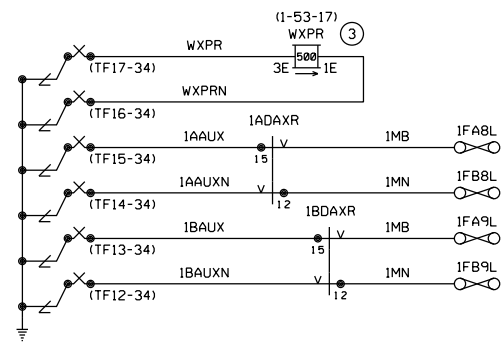 (1-53-17)
WXPR
3
WXPR
500
3E 1E
(TF17-34)
WXPRN
(TF16-34)
1ADAXR
1AAUX
V
1MB
1FA8L
15
(TF15-34)
1AAUXN
V
1MN
1FB8L
12
(TF14-34)
1BDAXR
1BAUX
V
1MB
1FA9L
15
(TF13-34)
1BAUXN
V
1MN
1FB9L
12
(TF12-34)